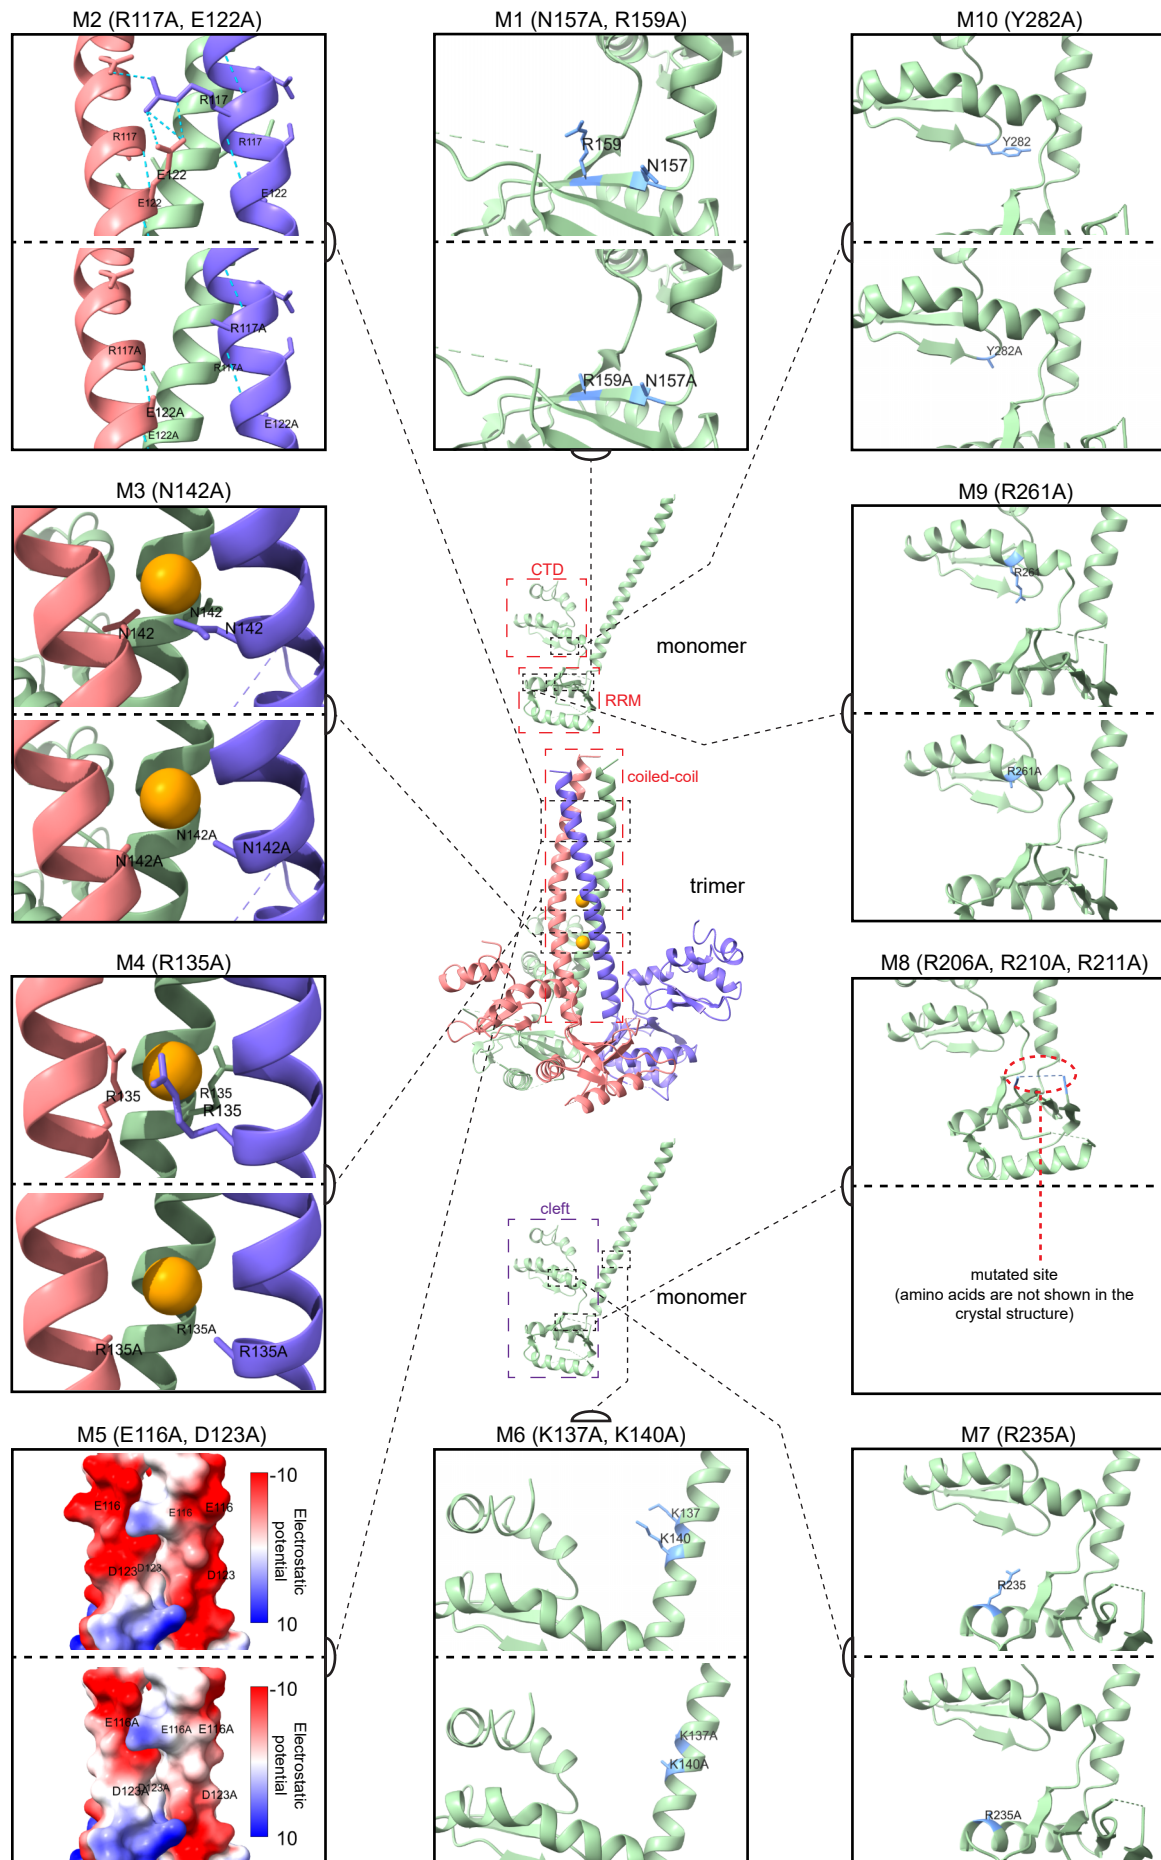 M2 (R117A, E122A)
R117
R117
R117
E122
E122
E122
R117A
R117A
R117A
E122A
E122A
E122A
M1 (N157A, R159A)
R159
N157
R159A
N157A
M10 (Y282A)
Y282
Y282A
M3 (N142A)
N142
N142
N142
N142A
N142A
N142A
CTD
monomer
RRM
coiled-coil
trimer
M9 (R261A)
R261
R261A
M4 (R135A)
R135
R135
R135
R135A
R135A
R135A
cleft
monomer
M8 (R206A, R210A, R211A)
mutated site
(amino acids are not shown in the
crystal structure)
M5 (E116A, D123A)
E116
E116
E116
D123
D123
D123
-10
Electrostatic
potential
10
E116A
E116A
E116A
D123A
D123A
D123A
-10
Electrostatic
potential
10
M6 (K137A, K140A)
K137
K140
K137A
K140A
M7 (R235A)
R235
R235A